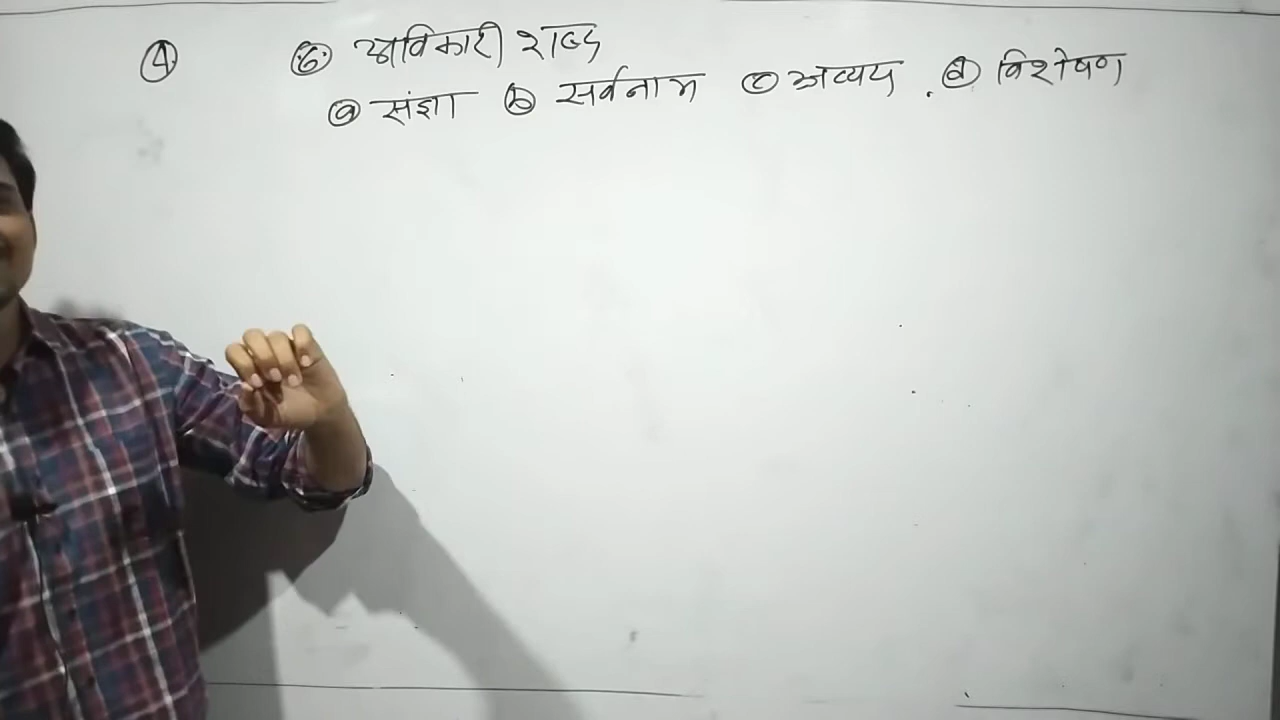 ④ ⑥ अविकारी शब्द
ⓐ संज्ञा ⓑ सर्वनाम ⓒ अव्यय ⓓ विशेषण